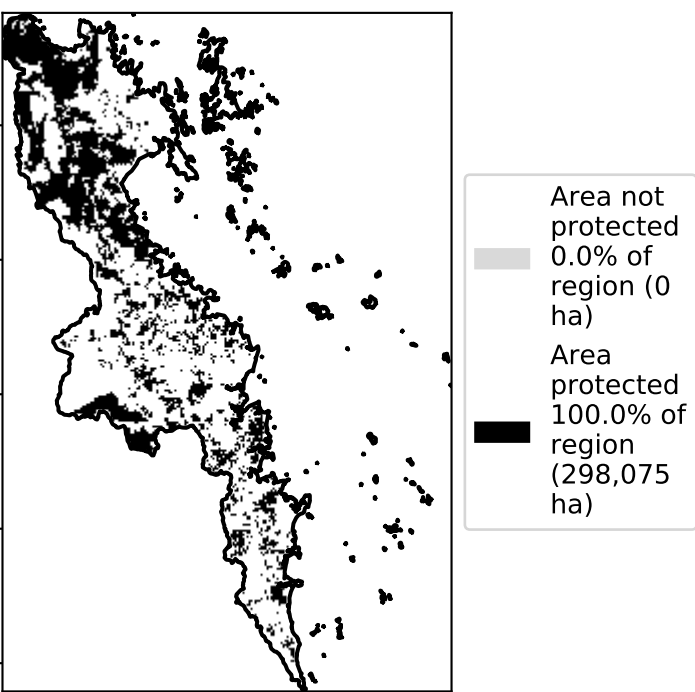 Area not
protected
0.0% of
region (0
ha)
Area
protected
100.0% of
region
(298,075
ha)